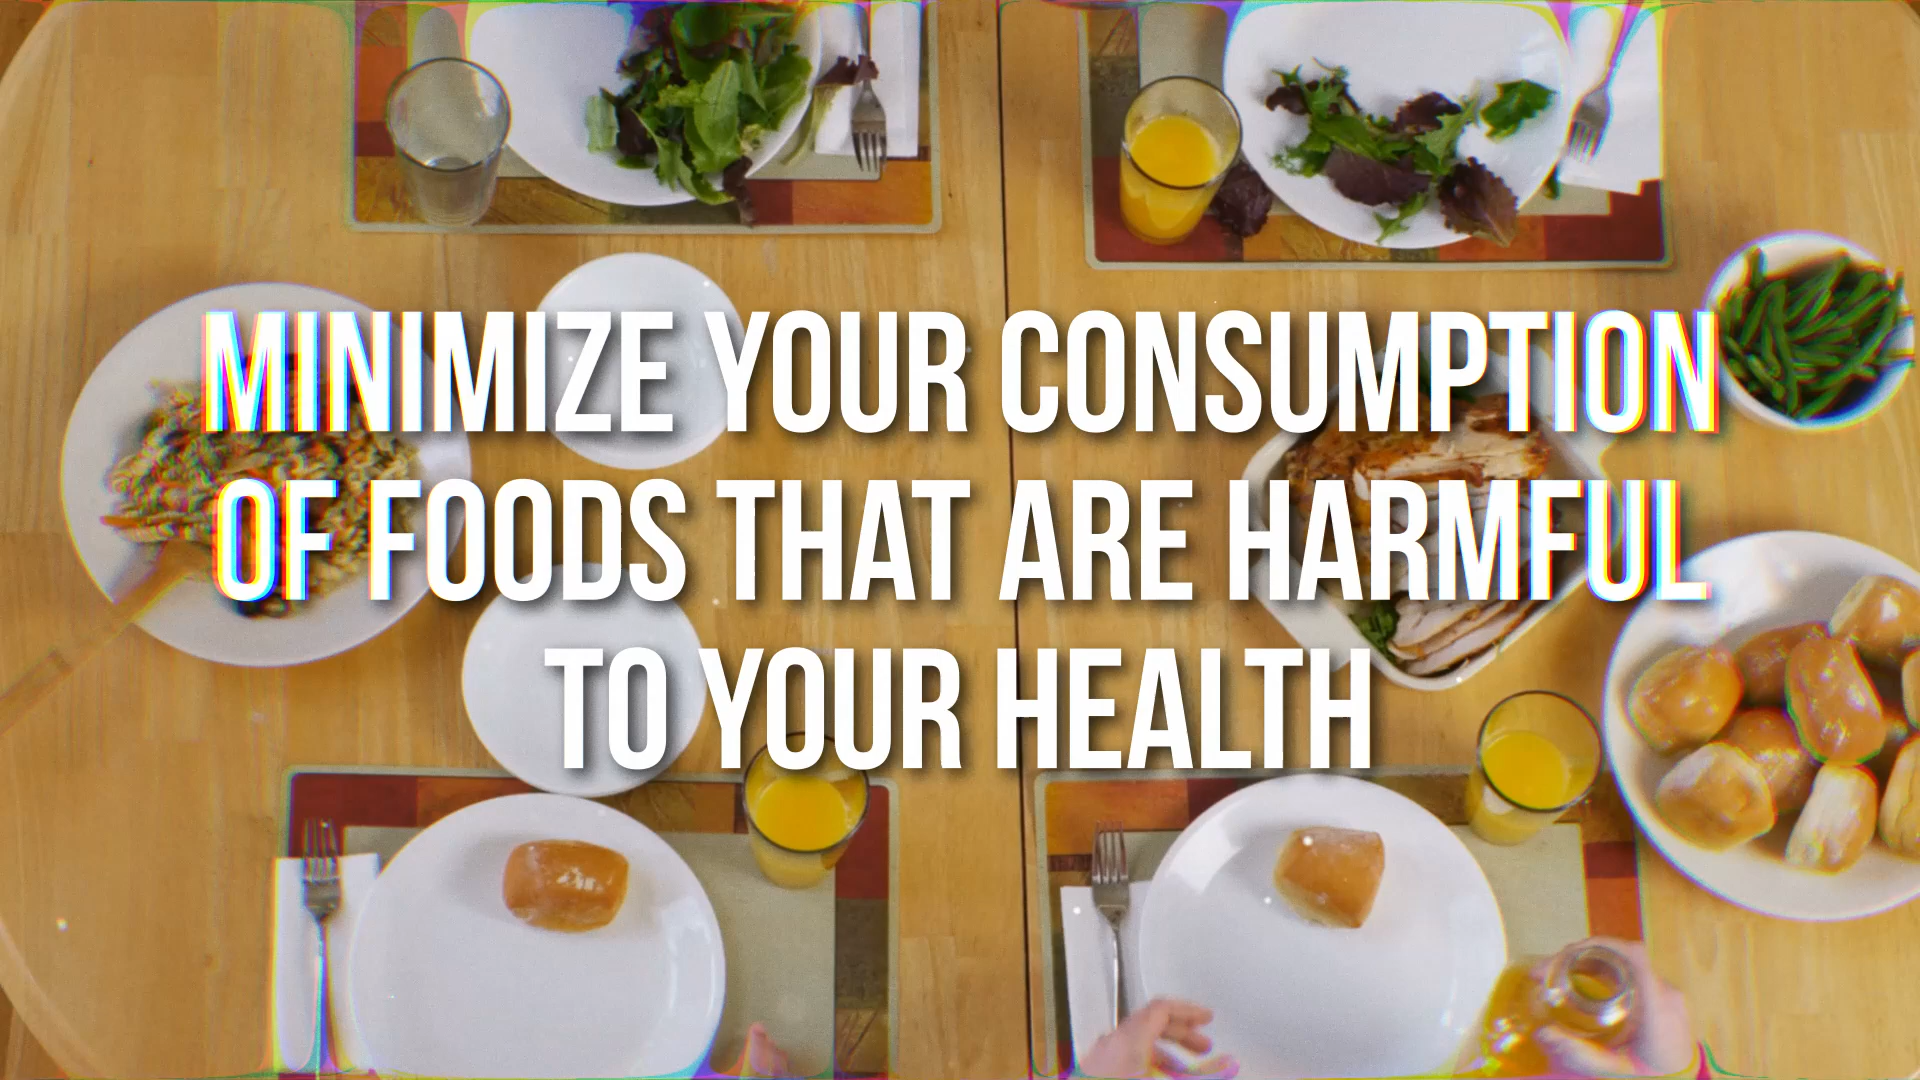 MINIMIZE YOUR CONSUMPTION
OF FOODS THAT ARE HARMFUL
TO YOUR HEALTH